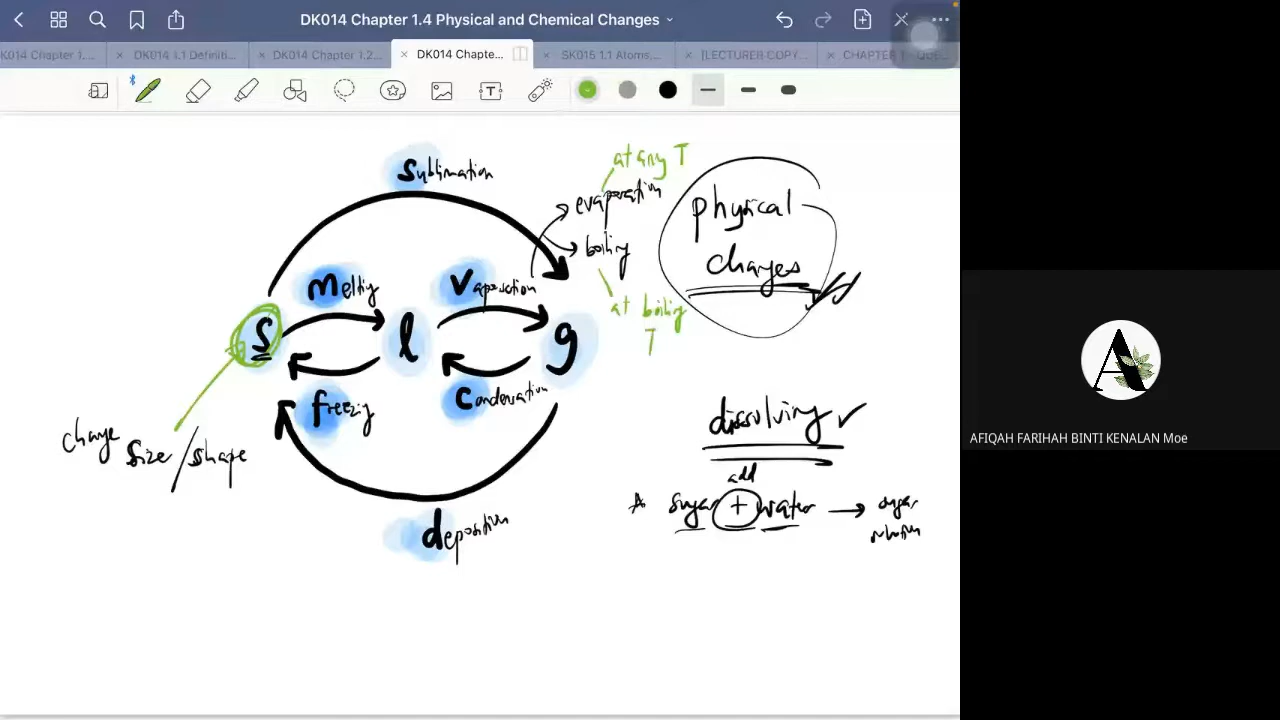 DK014 Chapter 1.4 Physical and Chemical Changes
K014 Chapter 1....
DK014 1.1 Definiti...
DK014 Chapter 1.2...
DK014 Chapte...
SK015 1.1 Atoms,...
[LECTURER COPY...
CHAPTER 1 - QUE...
T
Sublimation
at any T
evaporation
boiling
at boiling
T
physical
changes
Melting
Vaporisation
S
l
g
freezing
Condensation
change
size/shape
deposition
dissolving ✓
add
sugar + water → sugar
solution
AFIQAH FARIHAH BINTI KENALAN Moe